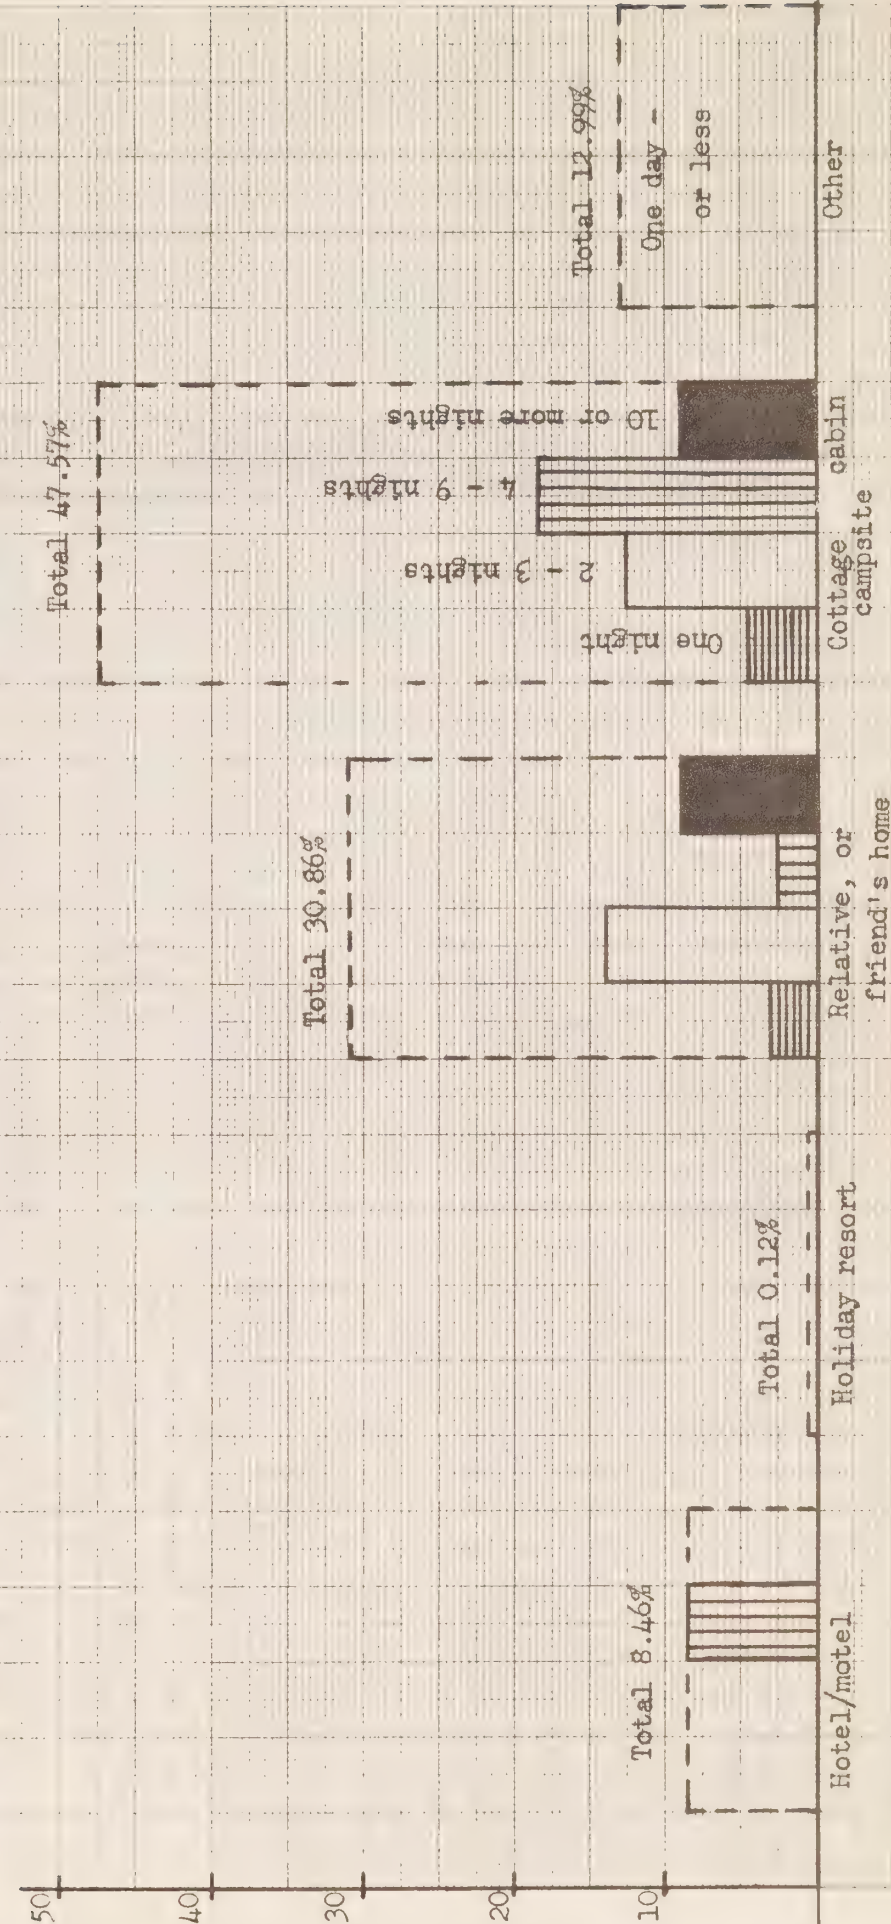 50
40
30
20
10
Total 8.46%
Hotel/motel
Total 0.12%
Holiday resort
Total 30.86%
Relative, or
friend's home
Total 47.57%
One night
2 - 3 nights
4 - 9 nights
10 or more nights
Cottage cabin
campsite
Total 12.99%
One day -
or less
Other